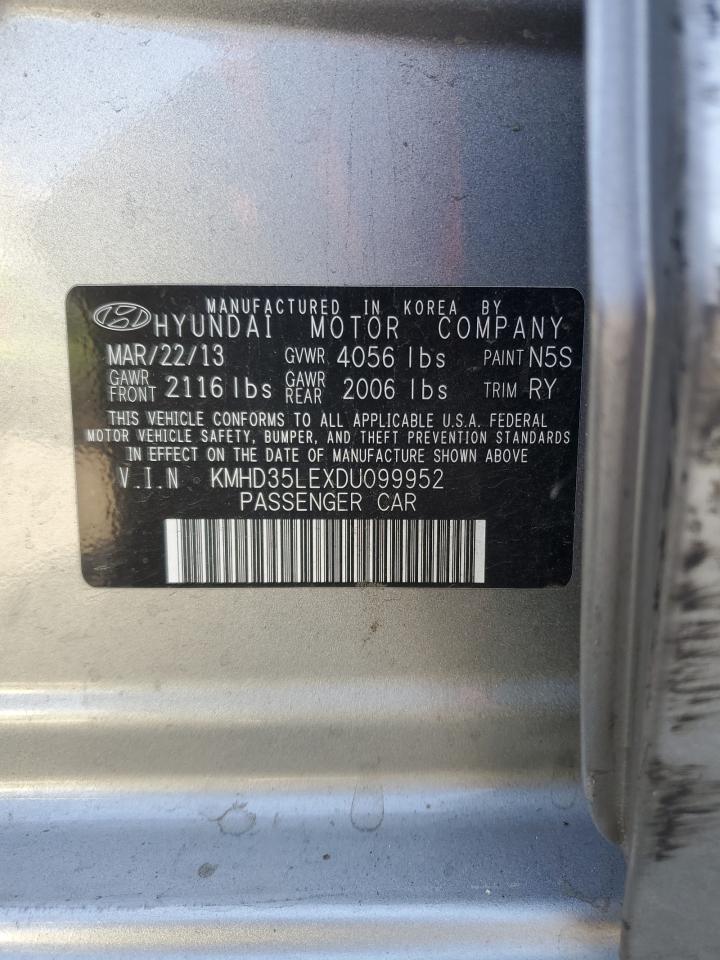 MANUFACTURED IN KOREA BY
HYUNDAI MOTOR COMPANY
MAR/22/13 GVWR 4056 lbs PAINT N5S
GAWR FRONT 2116 lbs GAWR REAR 2006 lbs TRIM RY
THIS VEHICLE CONFORMS TO ALL APPLICABLE U.S.A. FEDERAL
MOTOR VEHICLE SAFETY, BUMPER, AND THEFT PREVENTION STANDARDS
IN EFFECT ON THE DATE OF MANUFACTURE SHOWN ABOVE
V.I.N KMHD35LEXDU099952
PASSENGER CAR